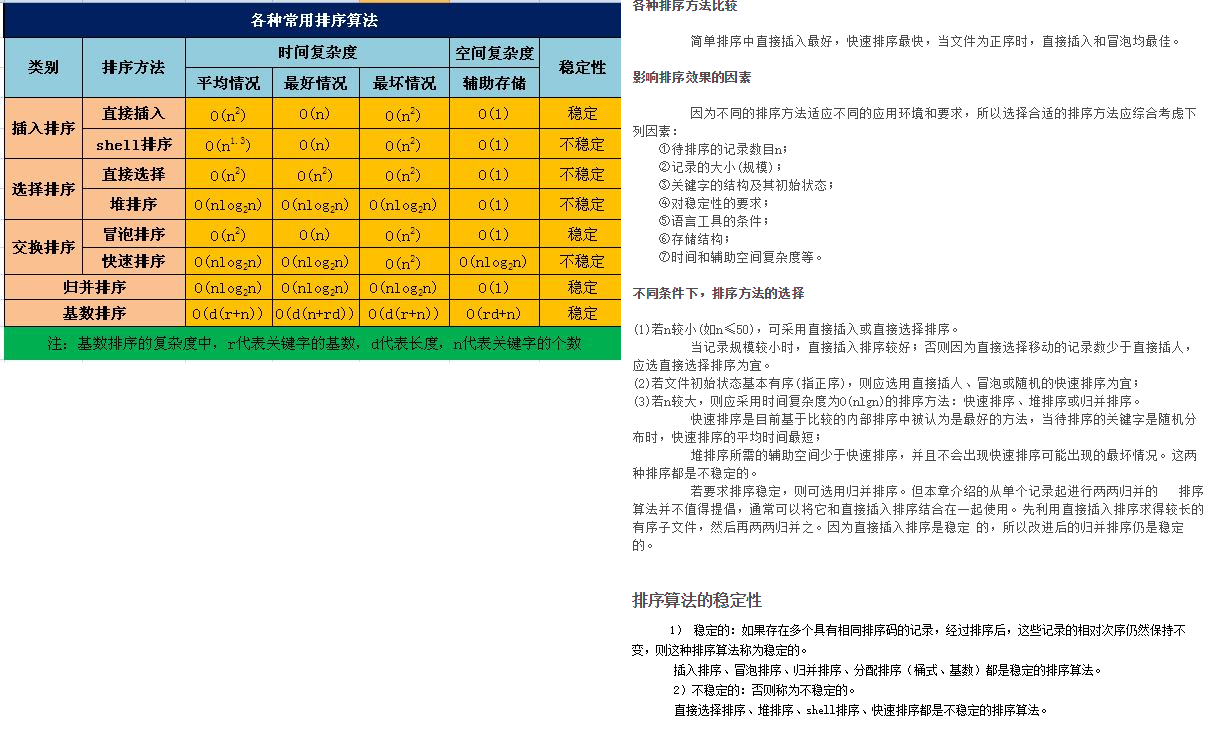 各种常用排序算法
类别 排序方法 时间复杂度 空间复杂度 稳定性
平均情况 最好情况 最坏情况 辅助存储
插入排序 直接插入 O(n²) O(n) O(n²) O(1) 稳定
shell排序 O(n¹·³) O(n) O(n²) O(1) 不稳定
选择排序 直接选择 O(n²) O(n²) O(n²) O(1) 不稳定
堆排序 O(nlog₂n) O(nlog₂n) O(nlog₂n) O(1) 不稳定
交换排序 冒泡排序 O(n²) O(n) O(n²) O(1) 稳定
快速排序 O(nlog₂n) O(nlog₂n) O(n²) O(nlog₂n) 不稳定
归并排序 O(nlog₂n) O(nlog₂n) O(nlog₂n) O(1) 稳定
基数排序 O(d(r+n)) O(d(n+rd)) O(d(r+n)) O(rd+n) 稳定
注：基数排序的复杂度中，r代表关键字的基数，d代表长度，n代表关键字的个数
各种排序方法比较
简单排序中直接插入最好，快速排序最快，当文件为正序时，直接插入和冒泡均最佳。
影响排序效果的因素
因为不同的排序方法适应不同的应用环境和要求，所以选择合适的排序方法应综合考虑下
列因素：
①待排序的记录数目n；
②记录的大小(规模)；
③关键字的结构及其初始状态；
④对稳定性的要求；
⑤语言工具的条件；
⑥存储结构；
⑦时间和辅助空间复杂度等。
不同条件下，排序方法的选择
(1)若n较小(如n≤50)，可采用直接插入或直接选择排序。
当记录规模较小时，直接插入排序较好；否则因为直接选择移动的记录数少于直接插人，
应选直接选择排序为宜。
(2)若文件初始状态基本有序(指正序)，则应选用直接插人、冒泡或随机的快速排序为宜；
(3)若n较大，则应采用时间复杂度为O(nlgn)的排序方法：快速排序、堆排序或归并排序。
快速排序是目前基于比较的内部排序中被认为是最好的方法，当待排序的关键字是随机分
布时，快速排序的平均时间最短；
堆排序所需的辅助空间少于快速排序，并且不会出现快速排序可能出现的最坏情况。这两
种排序都是不稳定的。
若要求排序稳定，则可选用归并排序。但本章介绍的从单个记录起进行两两归并的 排序
算法并不值得提倡，通常可以将它和直接插入排序结合在一起使用。先利用直接插入排序求得较长的
有序子文件，然后再两两归并之。因为直接插入排序是稳定 的，所以改进后的归并排序仍是稳定
的。
排序算法的稳定性
1） 稳定的：如果存在多个具有相同排序码的记录，经过排序后，这些记录的相对次序仍然保持不
变，则这种排序算法称为稳定的。
插入排序、冒泡排序、归并排序、分配排序（桶式、基数）都是稳定的排序算法。
2）不稳定的：否则称为不稳定的。
直接选择排序、堆排序、shell排序、快速排序都是不稳定的排序算法。